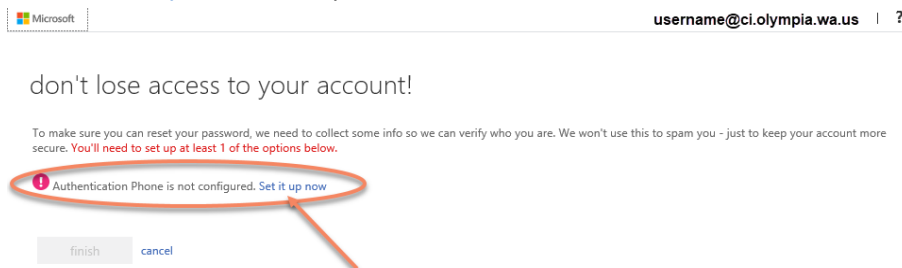 Microsoft username@ci.olympia.wa.us | ?
don't lose access to your account!
To make sure you can reset your password, we need to collect some info so we can verify who you are. We won't use this to spam you - just to keep your account more
secure. You'll need to set up at least 1 of the options below.
! Authentication Phone is not configured. Set it up now
finish cancel